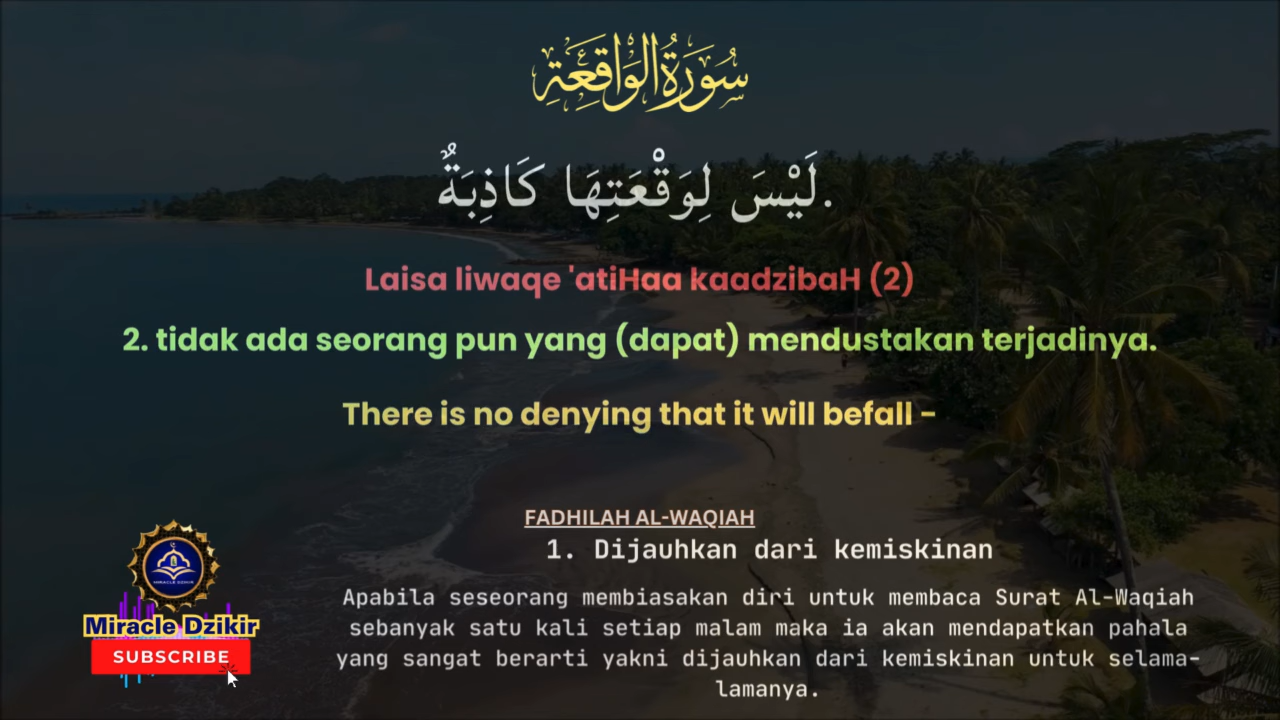 سُورَةُ الْوَاقِعَةِ
لَيْسَ لِوَقْعَتِهَا كَاذِبَةٌ.
Laisa liwaqe 'atiHaa kaadzibaH (2)
2. tidak ada seorang pun yang (dapat) mendustakan terjadinya.
There is no denying that it will befall -
FADHILAH AL-WAQIAH
1. Dijauhkan dari kemiskinan
Apabila seseorang membiasakan diri untuk membaca Surat Al-Waqiah
sebanyak satu kali setiap malam maka ia akan mendapatkan pahala
yang sangat berarti yakni dijauhkan dari kemiskinan untuk selama-
lamanya.
MIRACLE DZIKIR
Miracle Dzikir
SUBSCRIBE